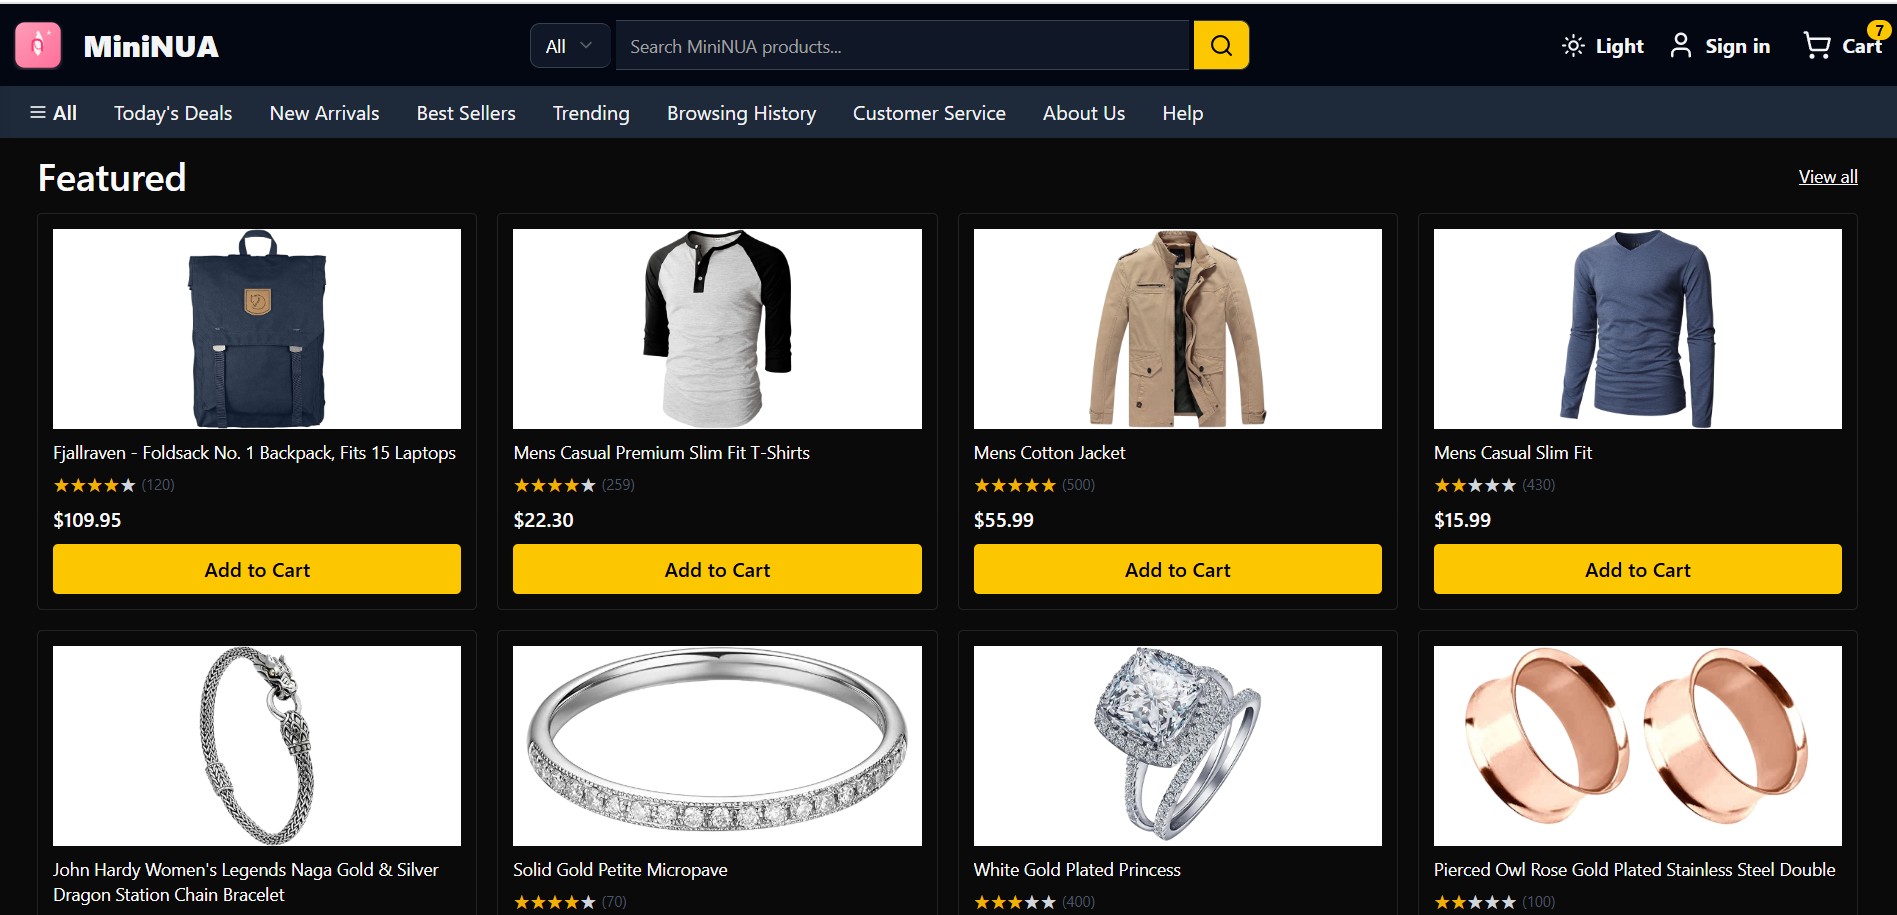 MiniNUA
All
Search MiniNUA products...
Light
Sign in
7
Cart
All
Today's Deals
New Arrivals
Best Sellers
Trending
Browsing History
Customer Service
About Us
Help
Featured
View all
Fjallraven - Foldsack No. 1 Backpack, Fits 15 Laptops
(120)
$109.95
Add to Cart
Mens Casual Premium Slim Fit T-Shirts
(259)
$22.30
Add to Cart
Mens Cotton Jacket
(500)
$55.99
Add to Cart
Mens Casual Slim Fit
(430)
$15.99
Add to Cart
John Hardy Women's Legends Naga Gold & Silver
Dragon Station Chain Bracelet
Solid Gold Petite Micropave
(70)
White Gold Plated Princess
(400)
Pierced Owl Rose Gold Plated Stainless Steel Double
(100)